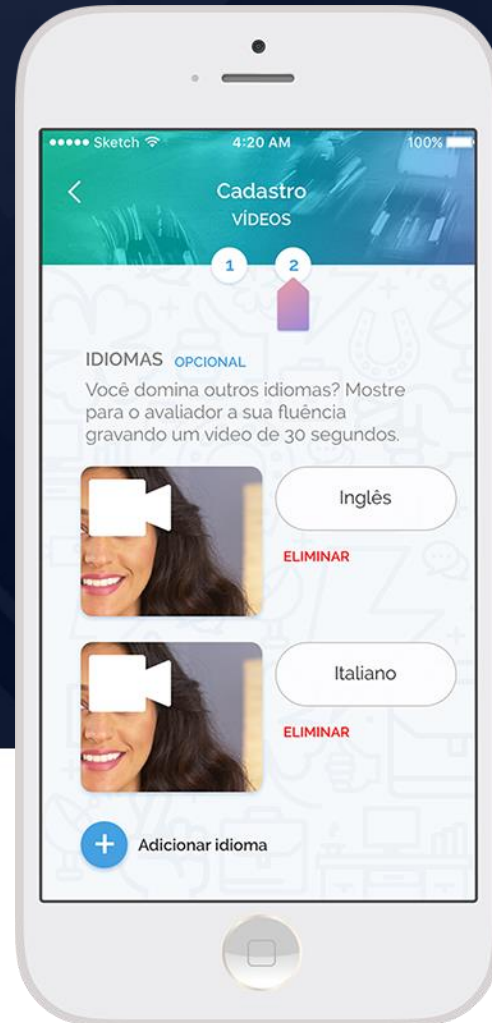 Sketch 4:20 AM 100%
Cadastro
VÍDEOS
1 2
IDIOMAS OPCIONAL
Você domina outros idiomas? Mostre
para o avaliador a sua fluência
gravando um vídeo de 30 segundos.
Inglês
ELIMINAR
Italiano
ELIMINAR
+ Adicionar idioma